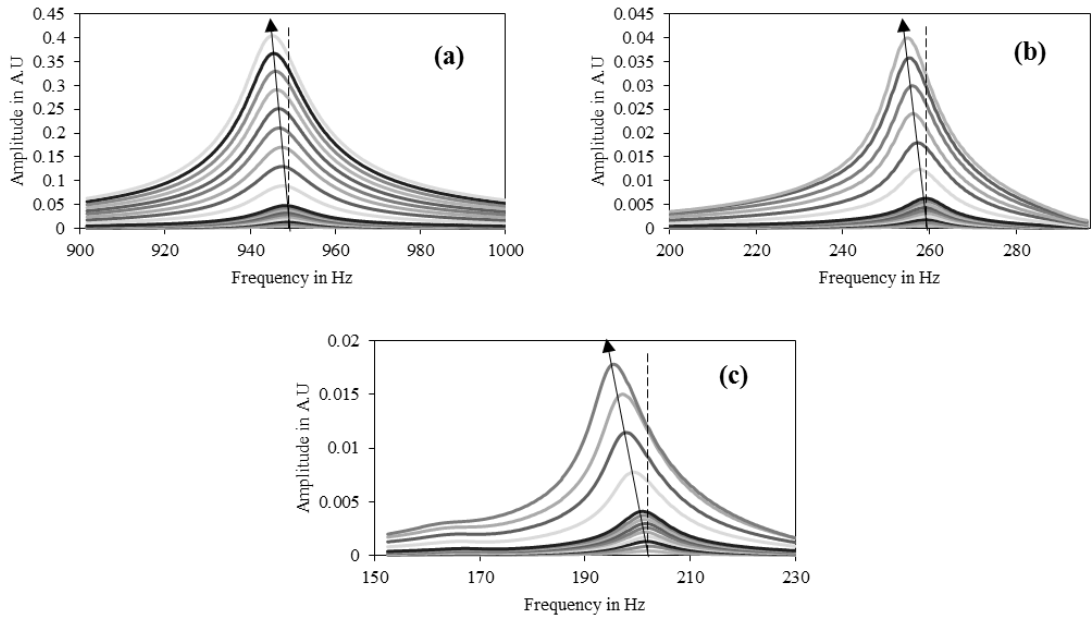 (a)
Amplitude in A.U
0.45
0.4
0.35
0.3
0.25
0.2
0.15
0.1
0.05
0
900 920 940 960 980 1000
Frequency in Hz
(b)
Amplitude in A.U
0.045
0.04
0.035
0.03
0.025
0.02
0.015
0.01
0.005
0
200 220 240 260 280
Frequency in Hz
(c)
Amplitude in A.U
0.02
0.015
0.01
0.005
0
150 170 190 210 230
Frequency in Hz